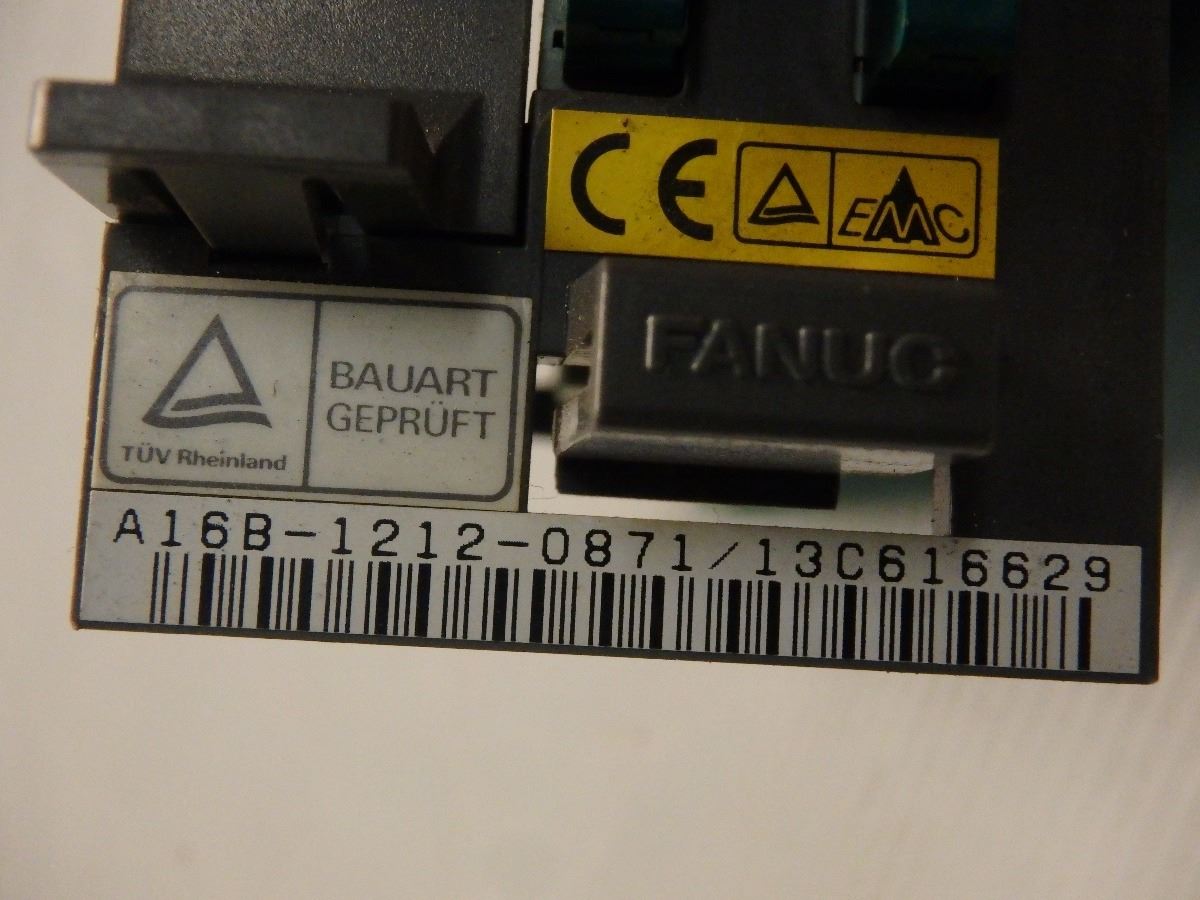 CE
EMC
FANUC
BAUART
GEPRÜFT
TÜV Rheinland
A16B-1212-0871/13C616629